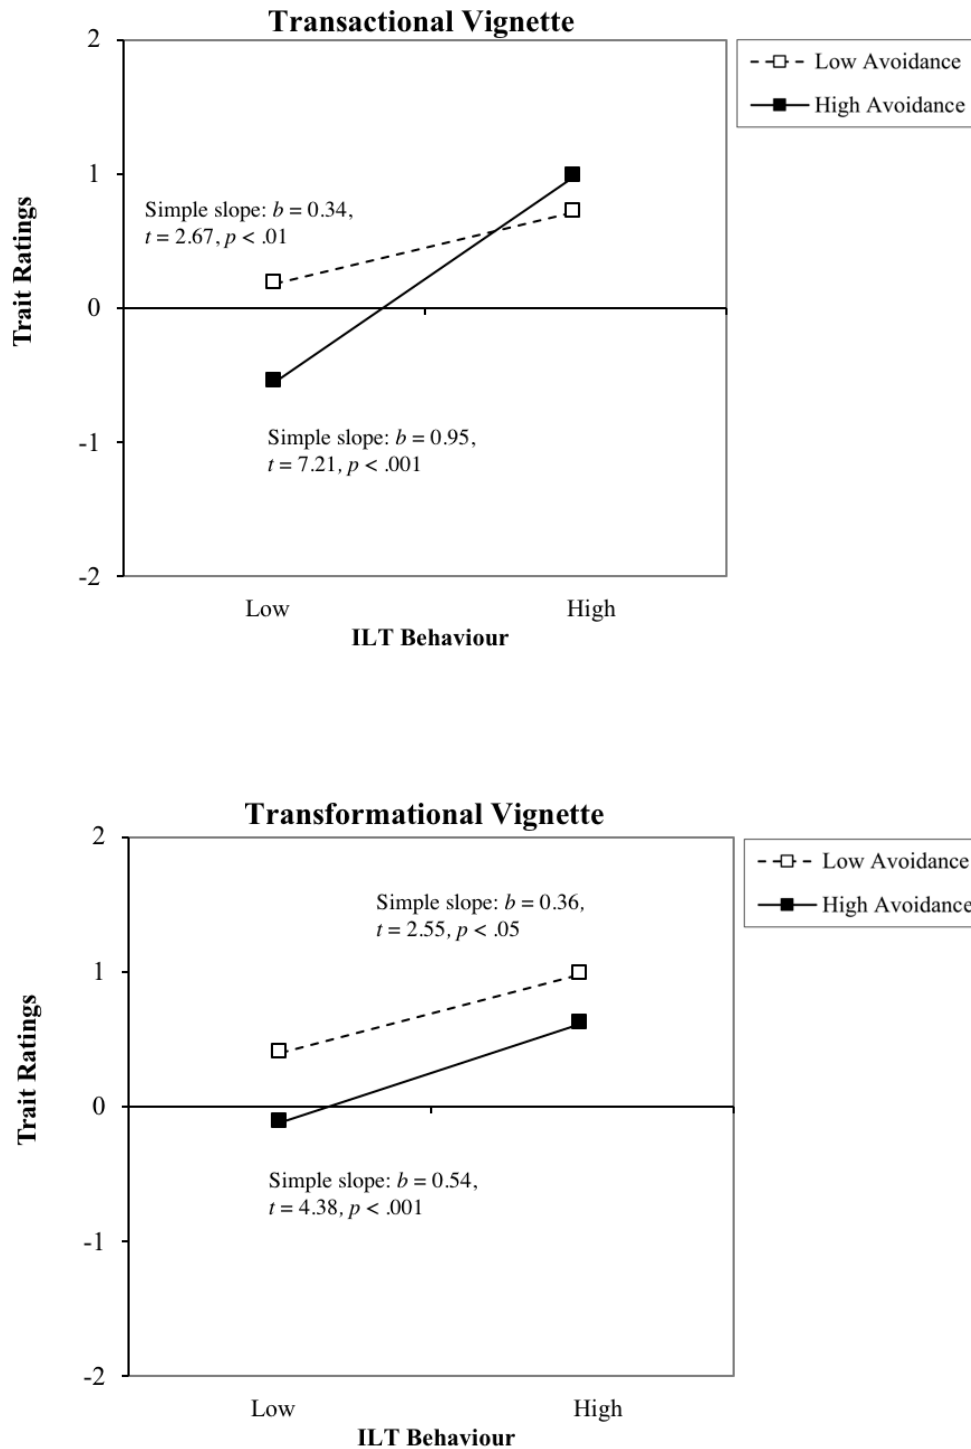 Transactional Vignette
2
1
0
-1
-2
Trait Ratings
Low Avoidance
High Avoidance
Simple slope: b = 0.34,
t = 2.67, p < .01
Simple slope: b = 0.95,
t = 7.21, p < .001
Low
High
ILT Behaviour
Transformational Vignette
2
1
0
-1
-2
Trait Ratings
Low Avoidance
High Avoidance
Simple slope: b = 0.36,
t = 2.55, p < .05
Simple slope: b = 0.54,
t = 4.38, p < .001
Low
High
ILT Behaviour